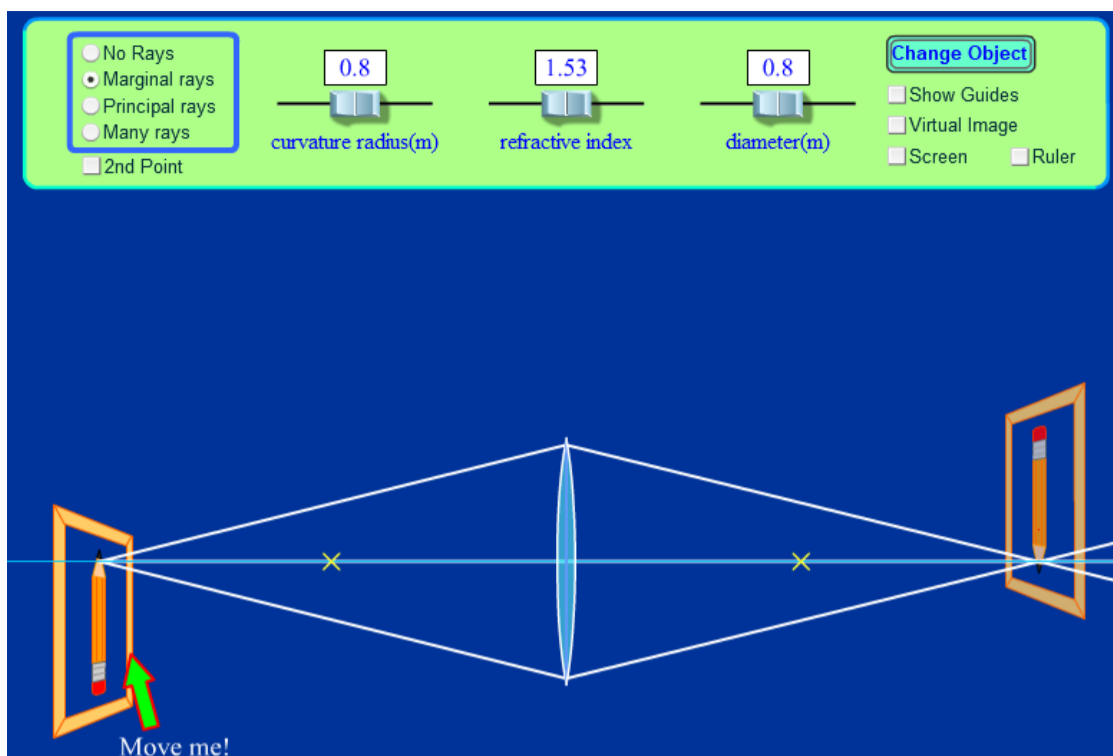 No Rays
Marginal rays
Principal rays
Many rays
2nd Point
0.8
curvature radius(m)
1.53
refractive index
0.8
diameter(m)
Change Object
Show Guides
Virtual Image
Screen
Ruler
Move me!